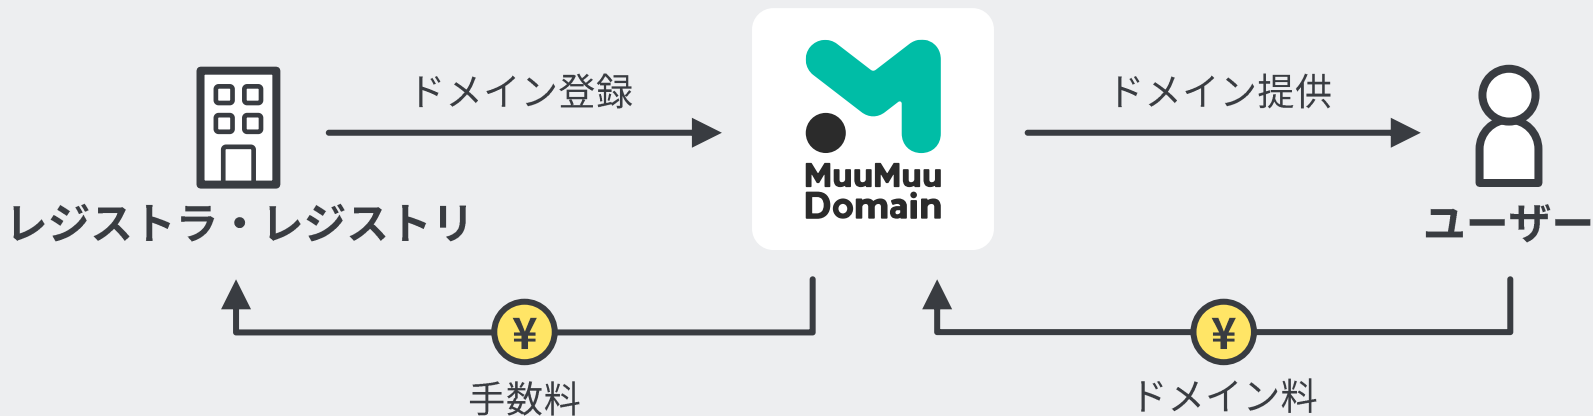 ドメイン登録
ドメイン提供
MuuMuu
Domain
レジストラ・レジストリ
ユーザー
¥
¥
手数料
ドメイン料